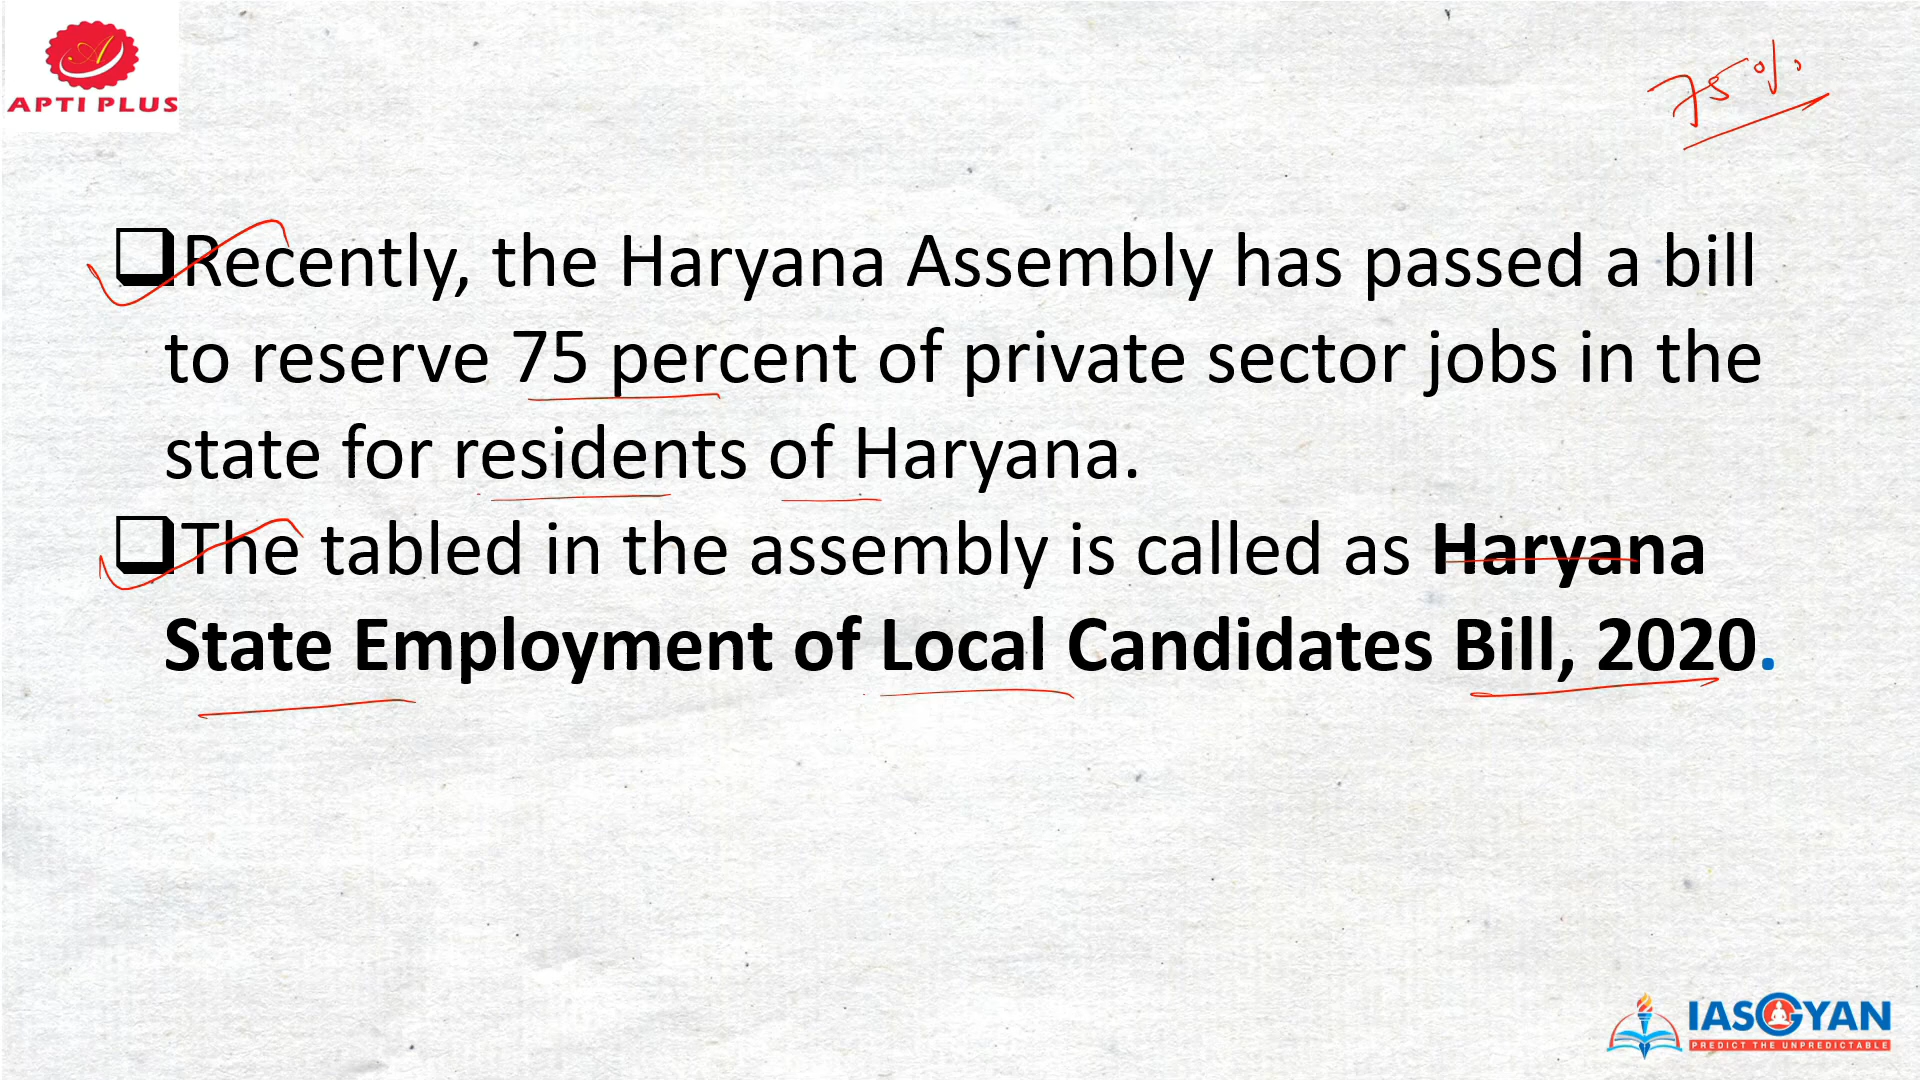 APTI PLUS
75%
Recently, the Haryana Assembly has passed a bill
to reserve 75 percent of private sector jobs in the
state for residents of Haryana.
The tabled in the assembly is called as Haryana
State Employment of Local Candidates Bill, 2020.
IASGYAN
PREDICT THE UNPREDICTABLE